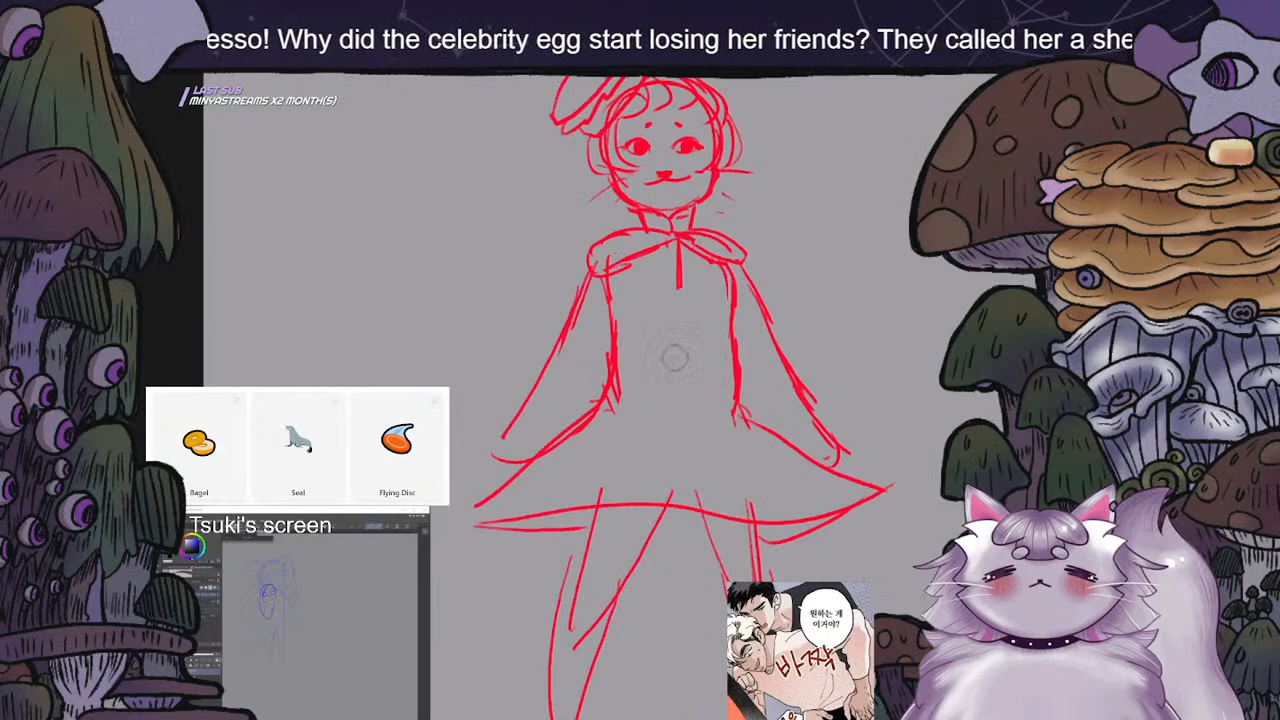 esso! Why did the celebrity egg start losing her friends? They called her a she
LAST SUB
MINYASTREAMS X2 MONTH(S)
Bagel
Seal
Flying Disc
Tsuki's screen
원하는 게
이거야?
바짝